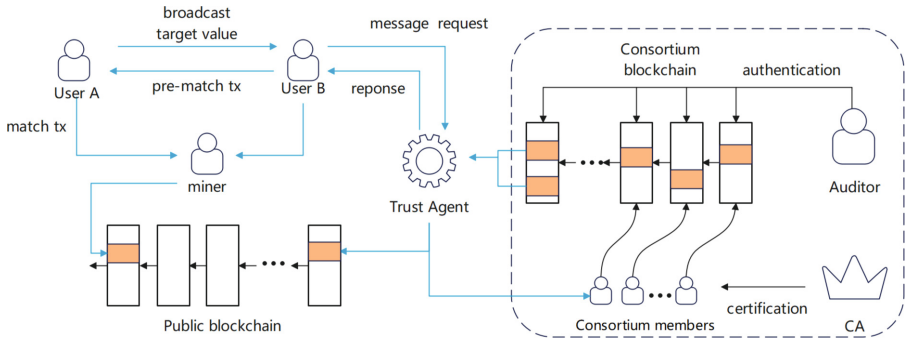 broadcast
target value
message request
User A
pre-match tx
User B
reponse
match tx
miner
Trust Agent
Public blockchain
Consortium
blockchain
authentication
Auditor
Consortium members
certification
CA